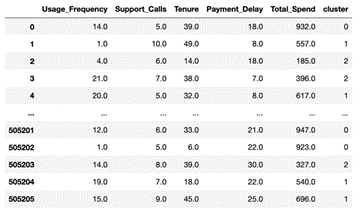 Usage_Frequency Support_Calls Tenure Payment_Delay Total_Spend cluster
0 14.0 5.0 39.0 18.0 932.0 0
1 1.0 10.0 49.0 8.0 557.0 1
2 4.0 6.0 14.0 18.0 185.0 2
3 21.0 7.0 38.0 7.0 396.0 2
4 20.0 5.0 32.0 8.0 617.0 1
... ... ... ... ... ... ...
505201 12.0 6.0 33.0 21.0 947.0 0
505202 1.0 5.0 6.0 22.0 923.0 0
505203 14.0 8.0 39.0 30.0 327.0 2
505204 19.0 7.0 18.0 22.0 540.0 1
505205 15.0 9.0 45.0 25.0 696.0 1